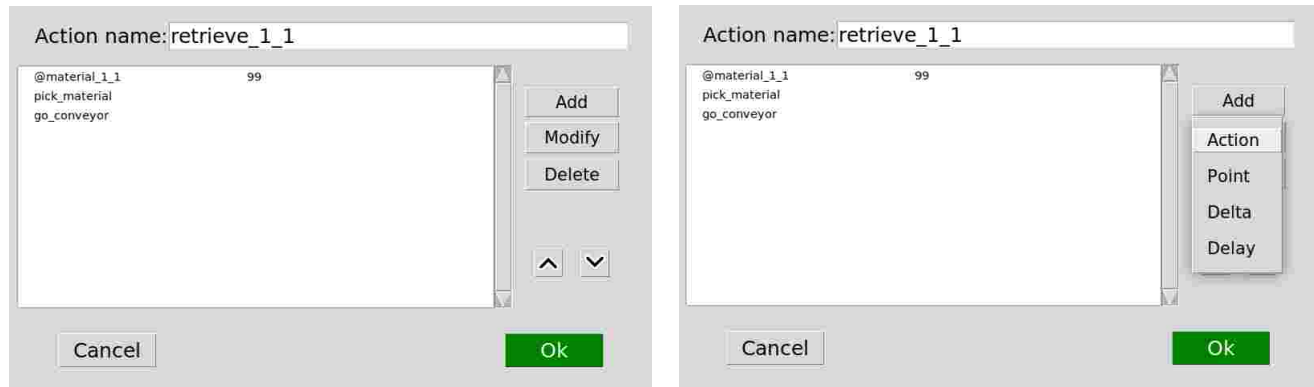 Action name: retrieve_1_1
@material_1_1 99
pick_material
go_conveyor
Add
Modify
Delete
Cancel
Ok
Action name: retrieve_1_1
@material_1_1 99
pick_material
go_conveyor
Add
Action
Point
Delta
Delay
Cancel
Ok